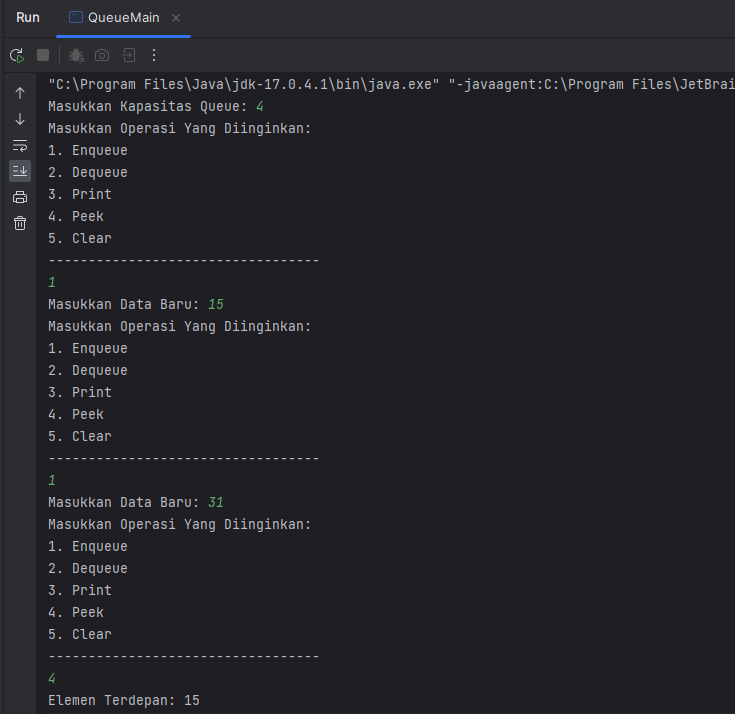 Run QueueMain
"C:\Program Files\Java\jdk-17.0.4.1\bin\java.exe" "-javaagent:C:\Program Files\JetBrai
Masukkan Kapasitas Queue: 4
Masukkan Operasi Yang Diinginkan:
1. Enqueue
2. Dequeue
3. Print
4. Peek
5. Clear
----------------------------------
1
Masukkan Data Baru: 15
Masukkan Operasi Yang Diinginkan:
1. Enqueue
2. Dequeue
3. Print
4. Peek
5. Clear
----------------------------------
1
Masukkan Data Baru: 31
Masukkan Operasi Yang Diinginkan:
1. Enqueue
2. Dequeue
3. Print
4. Peek
5. Clear
----------------------------------
4
Elemen Terdepan: 15